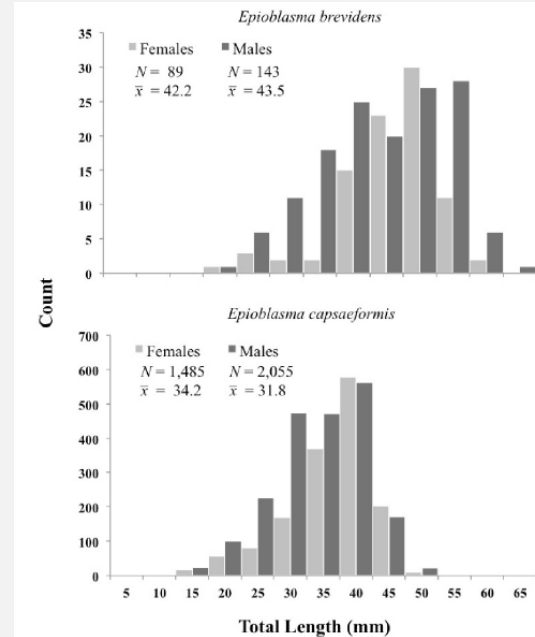 Epioblasma brevidens
35
30
25
20
15
10
5
0
Females Males
N = 89 N = 143
x̄ = 42.2 x̄ = 43.5
Count
Epioblasma capsaeformis
700
600
500
400
300
200
100
0
Females Males
N = 1,485 N = 2,055
x̄ = 34.2 x̄ = 31.8
5 10 15 20 25 30 35 40 45 50 55 60 65
Total Length (mm)